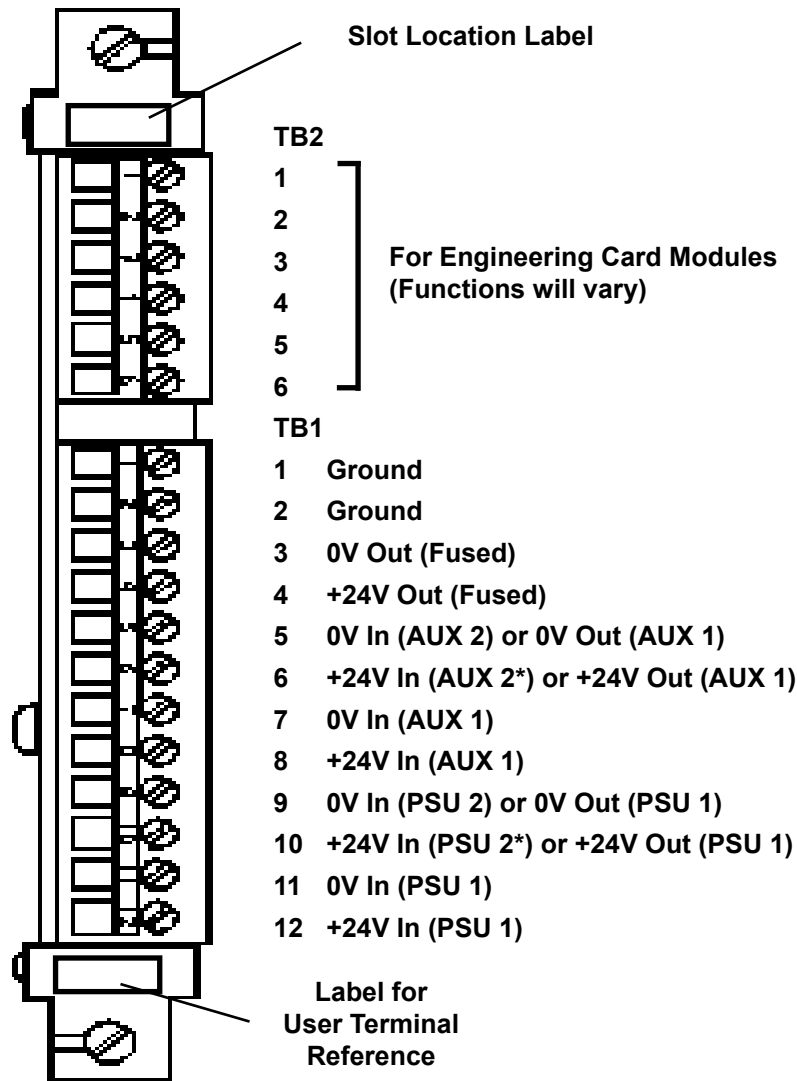 Slot Location Label
TB2
1
2
3
For Engineering Card Modules
(Functions will vary)
4
5
6
TB1
1 Ground
2 Ground
3 0V Out (Fused)
4 +24V Out (Fused)
5 0V In (AUX 2) or 0V Out (AUX 1)
6 +24V In (AUX 2*) or +24V Out (AUX 1)
7 0V In (AUX 1)
8 +24V In (AUX 1)
9 0V In (PSU 2) or 0V Out (PSU 1)
10 +24V In (PSU 2*) or +24V Out (PSU 1)
11 0V In (PSU 1)
12 +24V In (PSU 1)
Label for
User Terminal
Reference